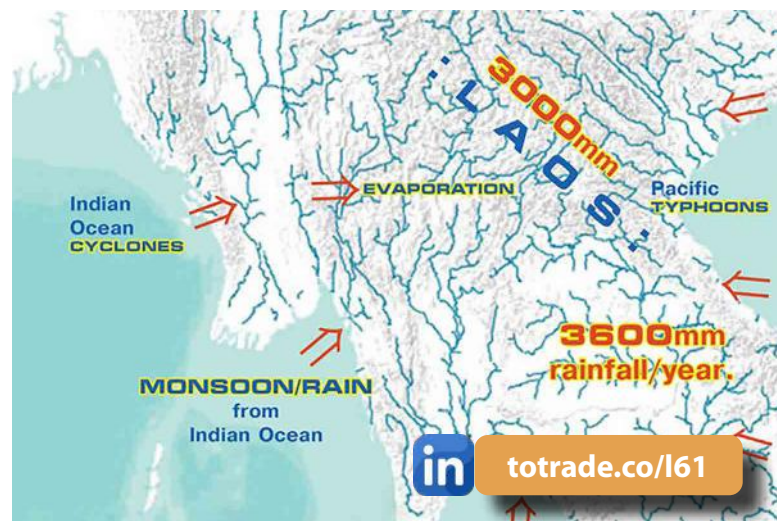 3000mm
LAOS
EVAPORATION
Indian
Ocean
CYCLONES
Pacific
TYPHOONS
3600mm
rainfall/year.
MONSOON/RAIN
from
Indian Ocean
in
totrade.co/l61